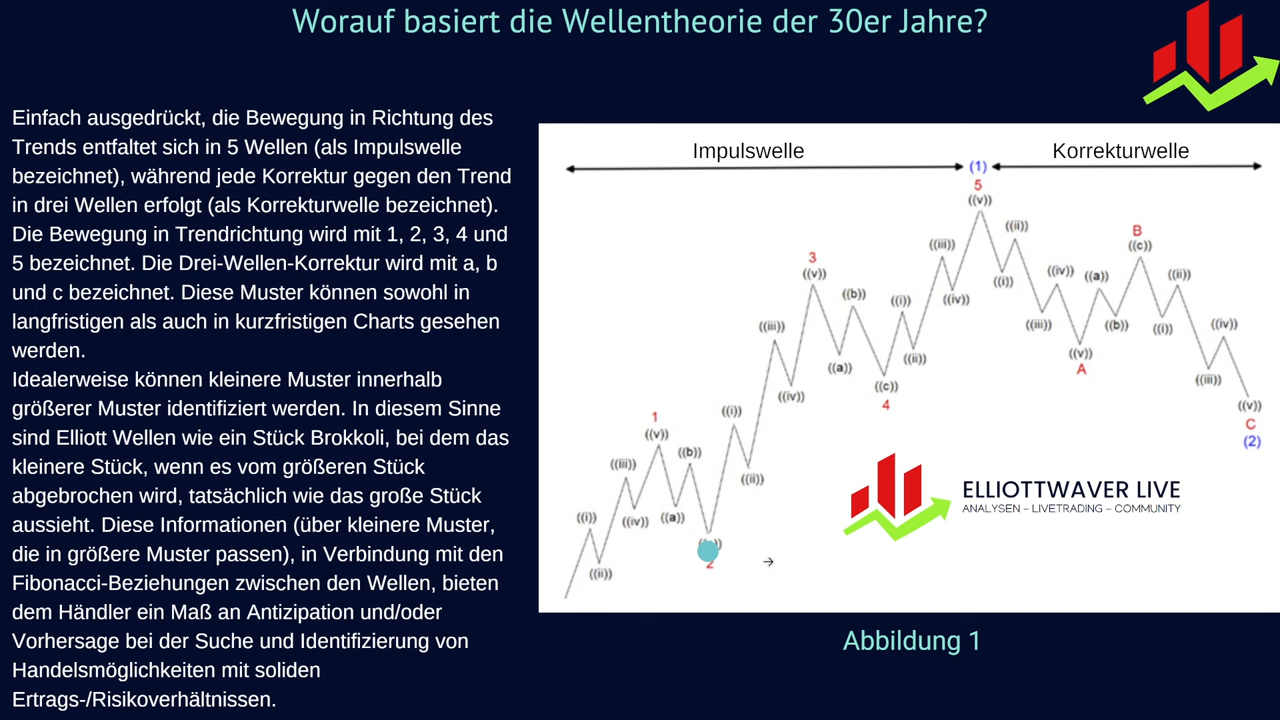 Worauf basiert die Wellentheorie der 30er Jahre?
Einfach ausgedrückt, die Bewegung in Richtung des
Trends entfaltet sich in 5 Wellen (als Impulswelle
bezeichnet), während jede Korrektur gegen den Trend
in drei Wellen erfolgt (als Korrekturwelle bezeichnet).
Die Bewegung in Trendrichtung wird mit 1, 2, 3, 4 und
5 bezeichnet. Die Drei-Wellen-Korrektur wird mit a, b
und c bezeichnet. Diese Muster können sowohl in
langfristigen als auch in kurzfristigen Charts gesehen
werden.
Idealerweise können kleinere Muster innerhalb
größerer Muster identifiziert werden. In diesem Sinne
sind Elliott Wellen wie ein Stück Brokkoli, bei dem das
kleinere Stück, wenn es vom größeren Stück
abgebrochen wird, tatsächlich wie das große Stück
aussieht. Diese Informationen (über kleinere Muster,
die in größere Muster passen), in Verbindung mit den
Fibonacci-Beziehungen zwischen den Wellen, bieten
dem Händler ein Maß an Antizipation und/oder
Vorhersage bei der Suche und Identifizierung von
Handelsmöglichkeiten mit soliden
Ertrags-/Risikoverhältnissen.
Impulswelle
Korrekturwelle
((i))
((ii))
((iii))
((iv))
1
((v))
((a))
((b))
2
((i))
((ii))
((iii))
((iv))
3
((v))
((a))
((b))
((c))
4
((i))
((ii))
((iii))
((iv))
(1)
5
((v))
((i))
((ii))
((iii))
((iv))
((v))
A
((a))
((b))
B
((c))
((i))
((ii))
((iii))
((iv))
((v))
C
(2)
ELLIOTTWAVER LIVE
ANALYSEN – LIVETRADING – COMMUNITY
Abbildung 1